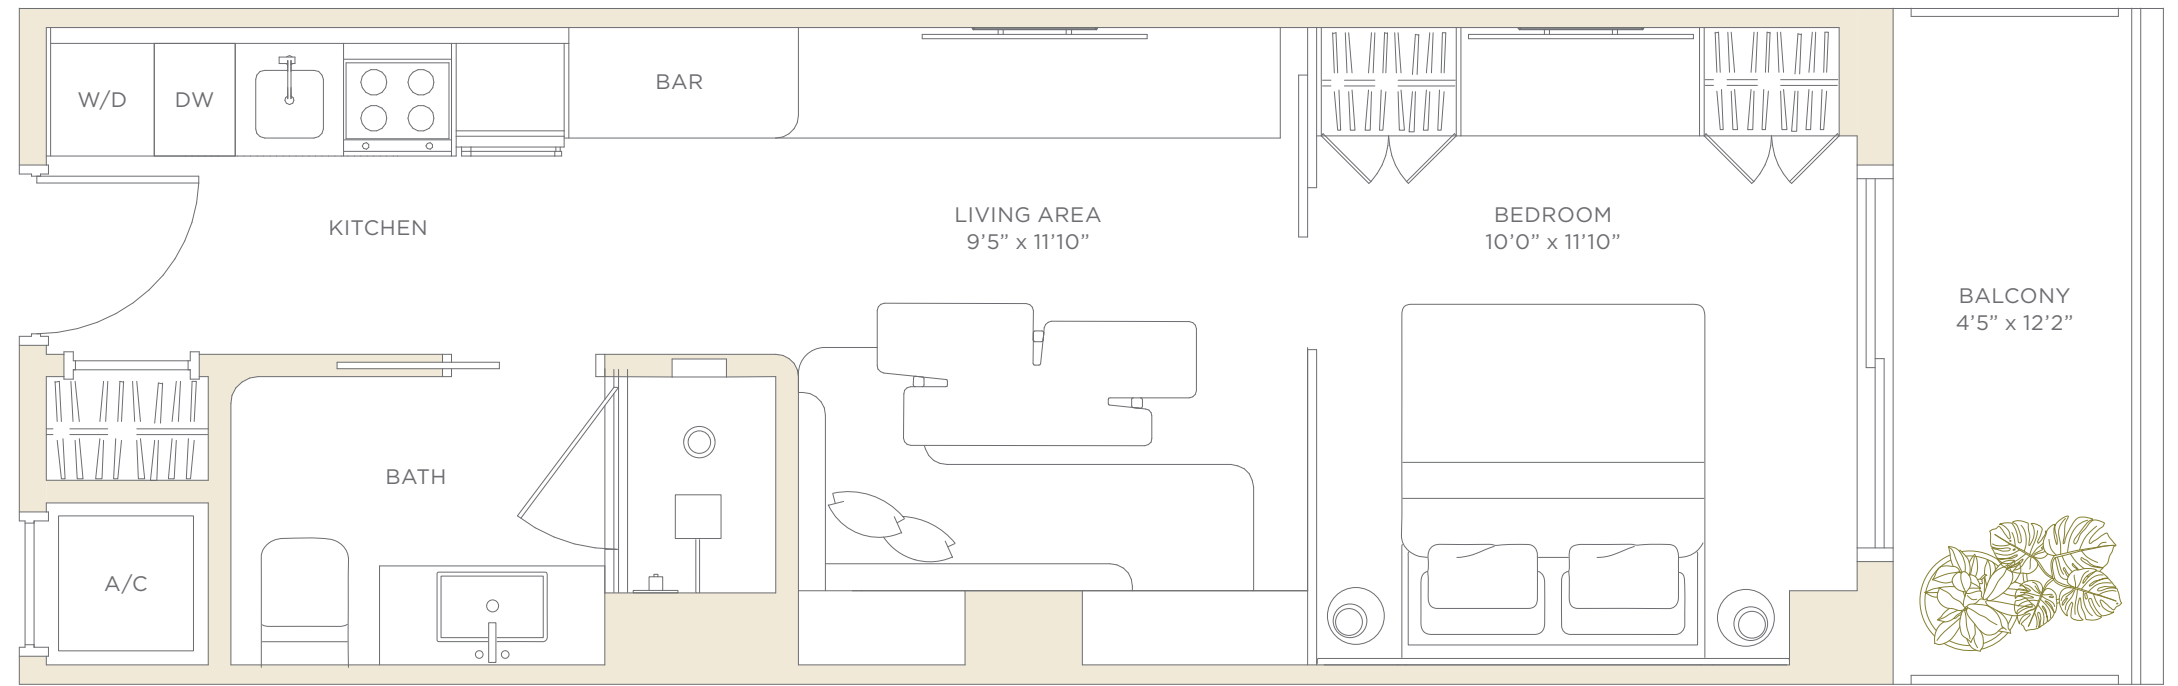 W/D
DW
BAR
KITCHEN
LIVING AREA
9’5” x 11’10”
BEDROOM
10’0” x 11’10”
BALCONY
4’5” x 12’2”
BATH
A/C